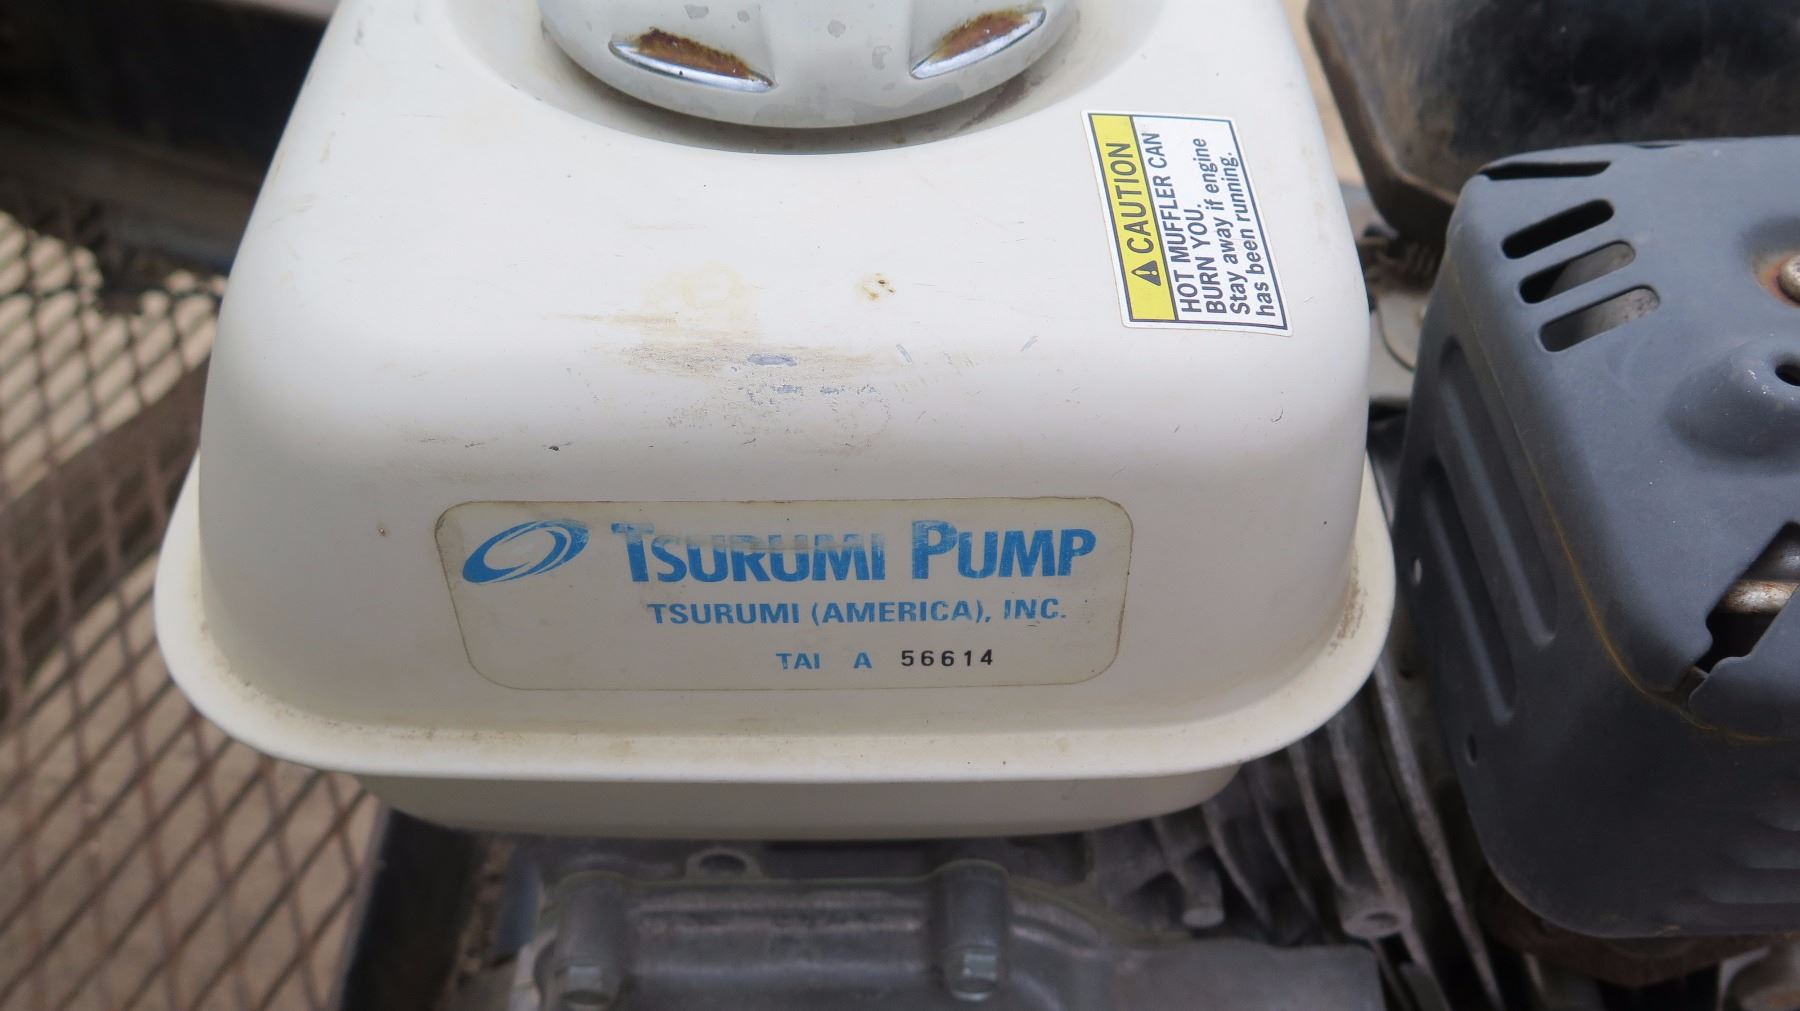 CAUTION
HOT MUFFLER CAN
BURN YOU.
Stay away if engine
has been running.
TSURUMI PUMP
TSURUMI (AMERICA), INC.
TAI A 56614